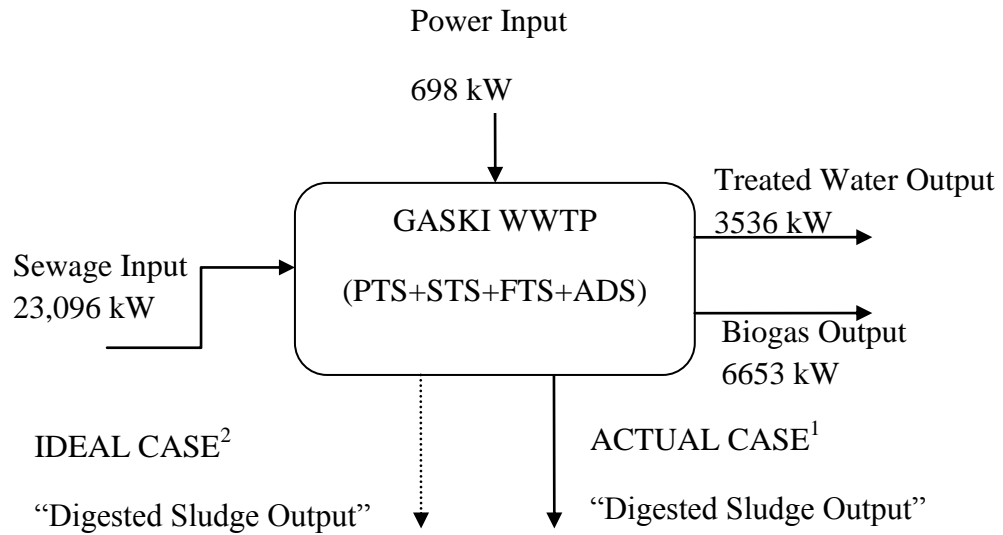 Power Input
698 kW
GASKI WWTP
(PTS+STS+FTS+ADS)
Treated Water Output
3536 kW
Sewage Input
23,096 kW
Biogas Output
6653 kW
IDEAL CASE²
“Digested Sludge Output”
ACTUAL CASE¹
“Digested Sludge Output”